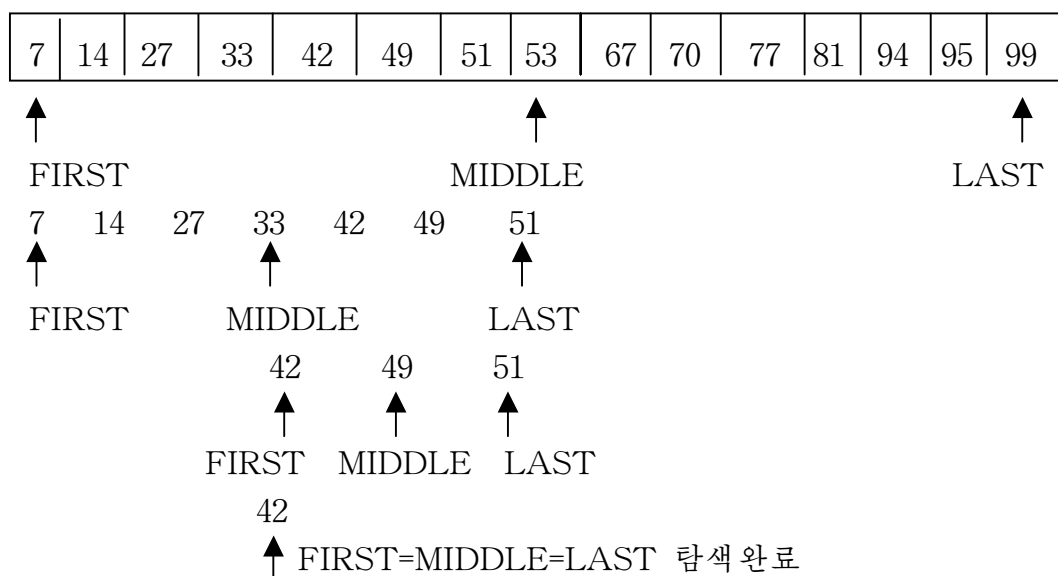 7 14 27 33 42 49 51 53 67 70 77 81 94 95 99
FIRST MIDDLE LAST
7 14 27 33 42 49 51
FIRST MIDDLE LAST
42 49 51
FIRST MIDDLE LAST
42
FIRST=MIDDLE=LAST 탐색완료